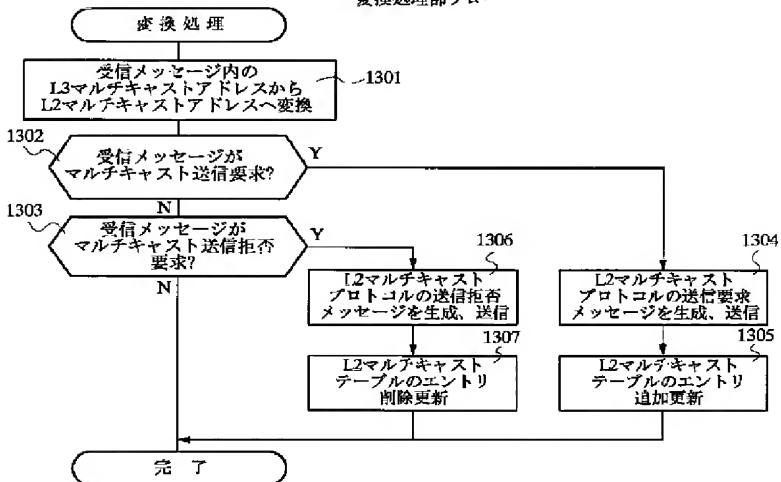 変換処理
受信メッセージ内の
L3マルチキャストアドレスから
L2マルチキャストアドレスへ変換
1301
1302
受信メッセージが
マルチキャスト送信要求?
Y
N
1303
受信メッセージが
マルチキャスト送信拒否
要求?
Y
N
1306
L2マルチキャスト
プロトコルの送信拒否
メッセージを生成、送信
1304
L2マルチキャスト
プロトコルの送信要求
メッセージを生成、送信
1307
L2マルチキャスト
テーブルのエントリ
削除更新
1305
L2マルチキャスト
テーブルのエントリ
追加更新
完了